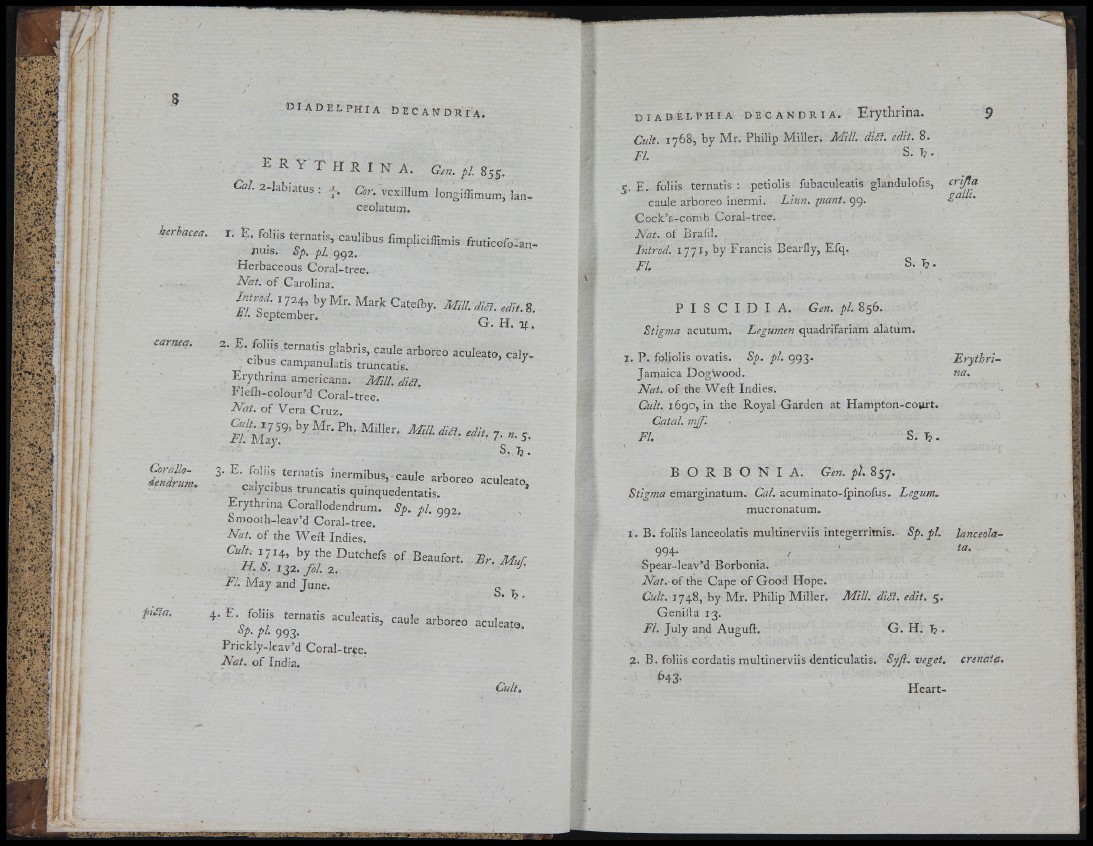 8
DIADELPHIA DECANDRIA.
ERYTHRINA. Gen. pl. 855.
Cal. 2-labiatus : Cor. vexillum longiſſimum, lan-
ceolatum.
herbacea. 1. E. foliis ternatis, caulibus ſimpliciſſimis fruticoſo-an-
nuis. Sp. pl. 992.
Herbaceous Coral-tree.
Nat. of Carolina.
Introd. 1724, by Mr. Mark Cateſby. Mill. dict. edit. 8.
Fl. September. G. H. ♃.
carnea. 2. E. foliis ternatis glabris, caule arboreo aculeato, caly-
cibus campanulatis truncatis.
Erythrina americana. Mill. dict.
Fleſh-colour'd Coral-tree.
Nat. of Vera Cruz.
Cult. 1759, by Mr. Ph. Miller. Mill. dict. edit. 7. n. 5.
Fl. May. S. ♄.
Corallo-
dendrum. 3. E. foliis ternatis inermibus, caule arboreo aculeato,
calycibus truncatis quinquedentatis.
Erythrina Corallodendrum. Sp. pl. 992.
Smooth-leav'd Coral-tree.
Nat. of the Weſt Indies.
Cult. 1714, by the Dutcheſs of Beaufort. Br. Muſ.
H. S. 132. fol. 2.
Fl. May and June. S. ♄.
picta. 4. E. foliis ternatis aculeatis, caule arboreo aculeato.
Sp. pl. 993.
Prickly-leav'd Coral-tree.
Nat. of India.
Cult.
DIADELPHIA DECANDRIA. Erythrina. 9
Cult. 1768, by Mr. Philip Miller. Mill. dict. edit. 8.
Fl. S. ♄.
5. E. foliis ternatis : petiolis ſubaculeatis glanduloſis, criſta
caule arboreo inermi. Linn. mant. 99. galli.
Cock's-comb Coral-tree.
Nat. of Braſil.
Introd. 1771, by Francis Bearſly, Eſq.
Fl. S. ♄.
PISCIDIA. Gen. pl. 856.
Stigma acutum. Legumen quadrifariam alatum.
1. P. foliolis ovatis. Sp. pl. 993. Erythri-
Jamaica Dogwood. na.
Nat. of the Weſt Indies.
Cult. 1690, in the Royal Garden at Hampton-court.
Catal. mſſ.
Fl. S. ♄.
BORBONIA. Gen. pl. 857.
Stigma emarginatum. Cal. acuminato-ſpinoſus. Legum.
mucronatum.
1. B. foliis lanceolatis multinerviis integerrimis. Sp. pl. lanceola-
994. ta.
Spear-leav'd Borbonia.
Nat. of the Cape of Good Hope.
Cult. 1748, by Mr. Philip Miller. Mill. dict. edit. 5.
Geniſta 13.
Fl. July and Auguſt. G. H. ♄.
2. B. foliis cordatis multinerviis denticulatis. Syſt. veget. crenata.
643.
Heart-